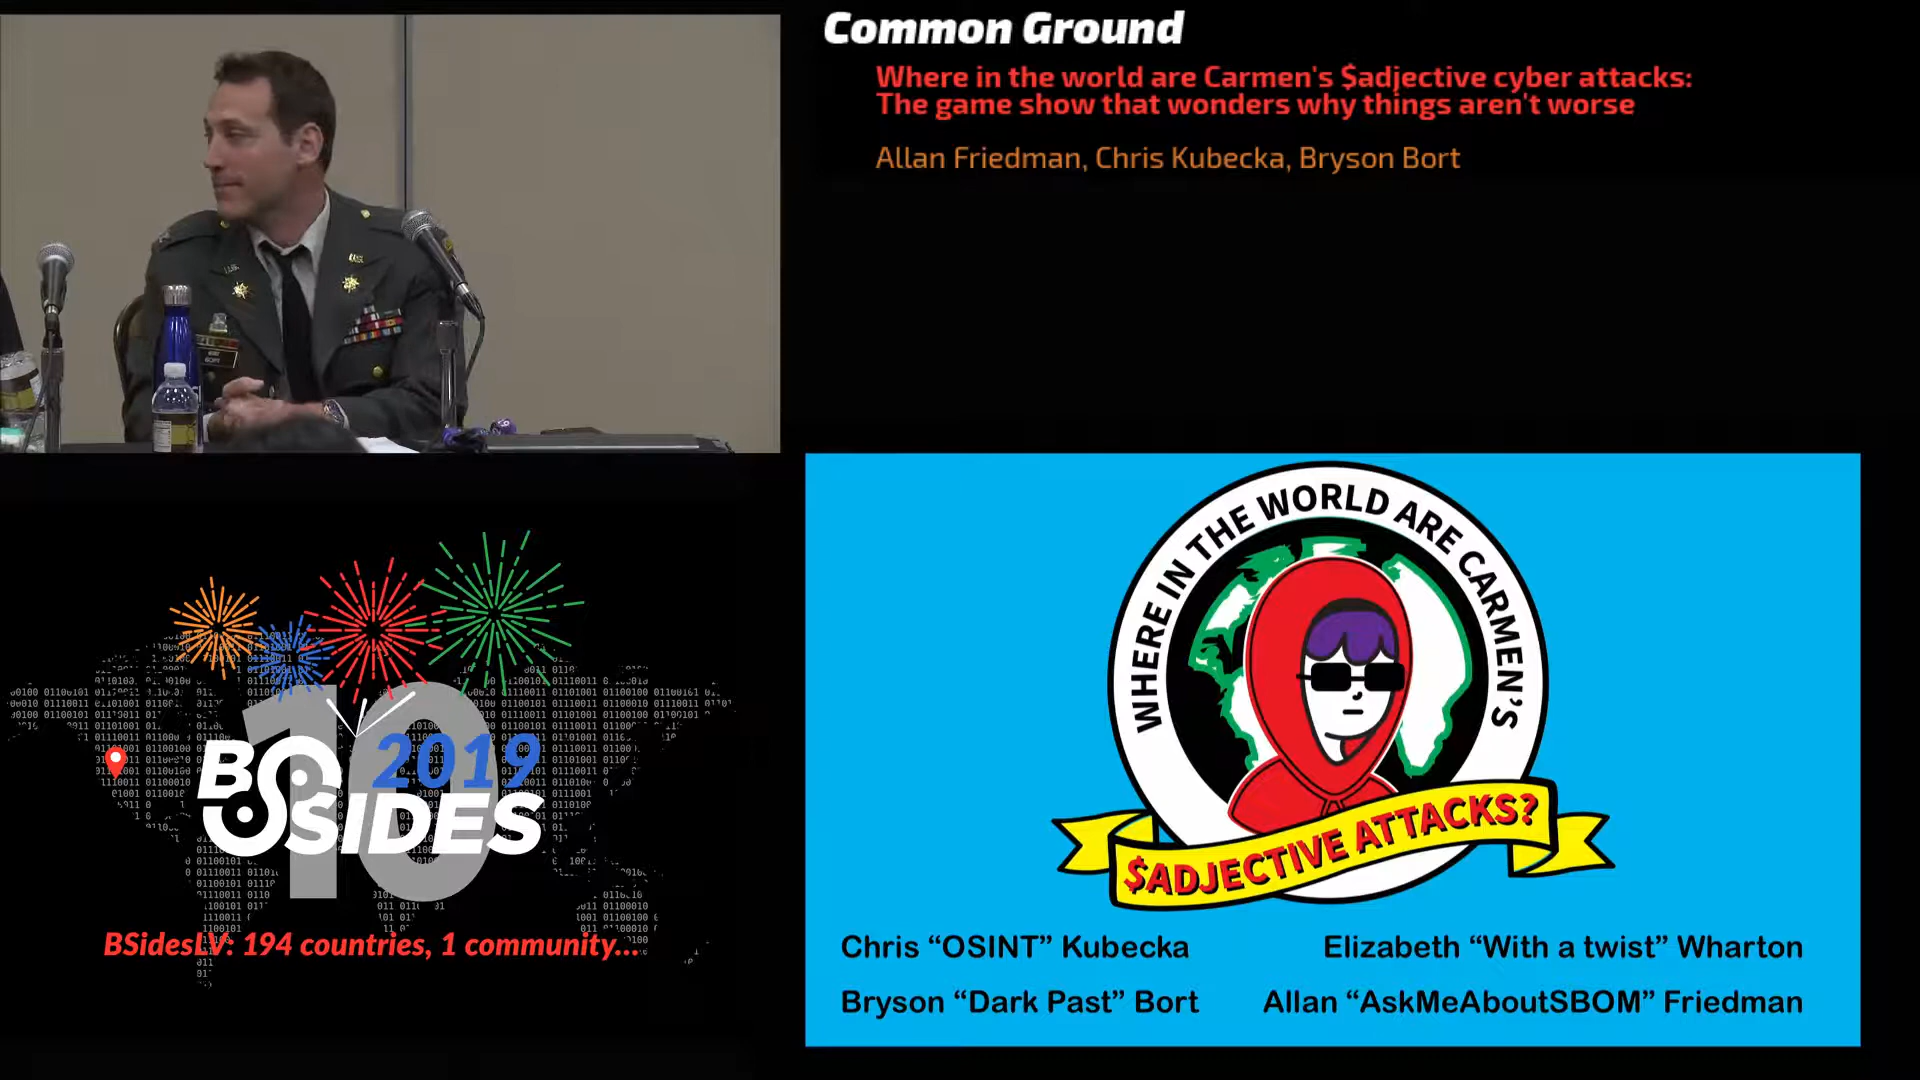 Common Ground
Where in the world are Carmen's $adjective cyber attacks:
The game show that wonders why things aren't worse
Allan Friedman, Chris Kubecka, Bryson Bort
WHERE IN THE WORLD ARE CARMEN'S
$ADJECTIVE ATTACKS?
Chris “OSINT” Kubecka
Elizabeth “With a twist” Wharton
Bryson “Dark Past” Bort
Allan “AskMeAboutSBOM” Friedman
10
2019
BSIDES
BSidesLV: 194 countries, 1 community...